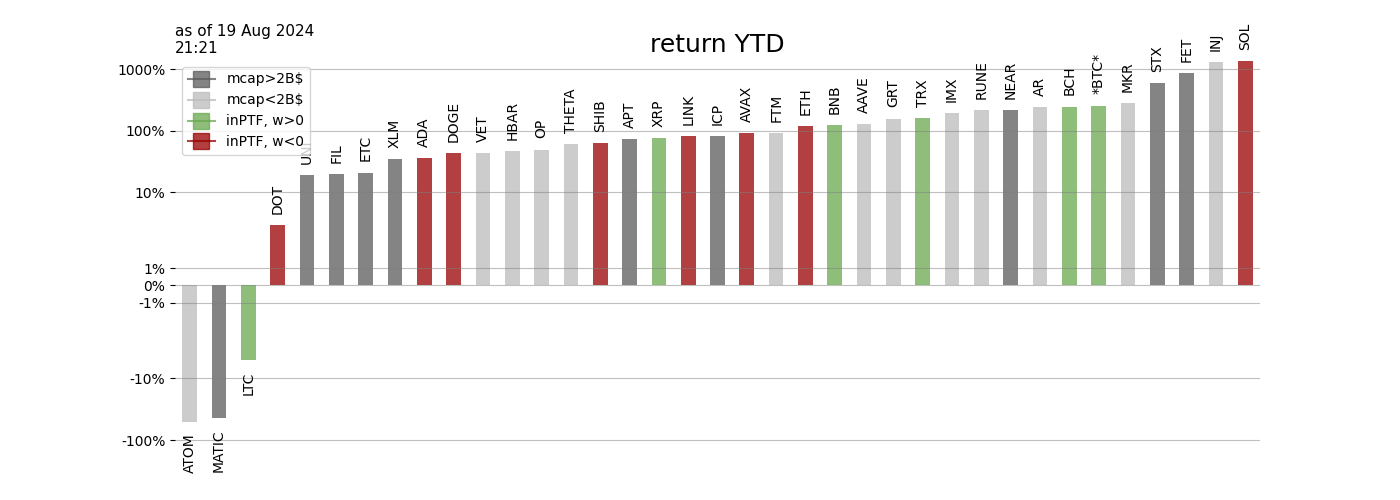 as of 19 Aug 2024
21:21
return YTD
mcap>2B$
mcap<2B$
inPTF, w>0
inPTF, w<0
1000%
100%
10%
1%
0%
-1%
-10%
-100%
ATOM
MATIC
LTC
DOT
FIL
ETC
XLM
ADA
DOGE
VET
HBAR
OP
THETA
SHIB
APT
XRP
LINK
ICP
AVAX
FTM
ETH
BNB
AAVE
GRT
TRX
IMX
RUNE
NEAR
AR
BCH
*BTC*
MKR
STX
FET
INJ
SOL